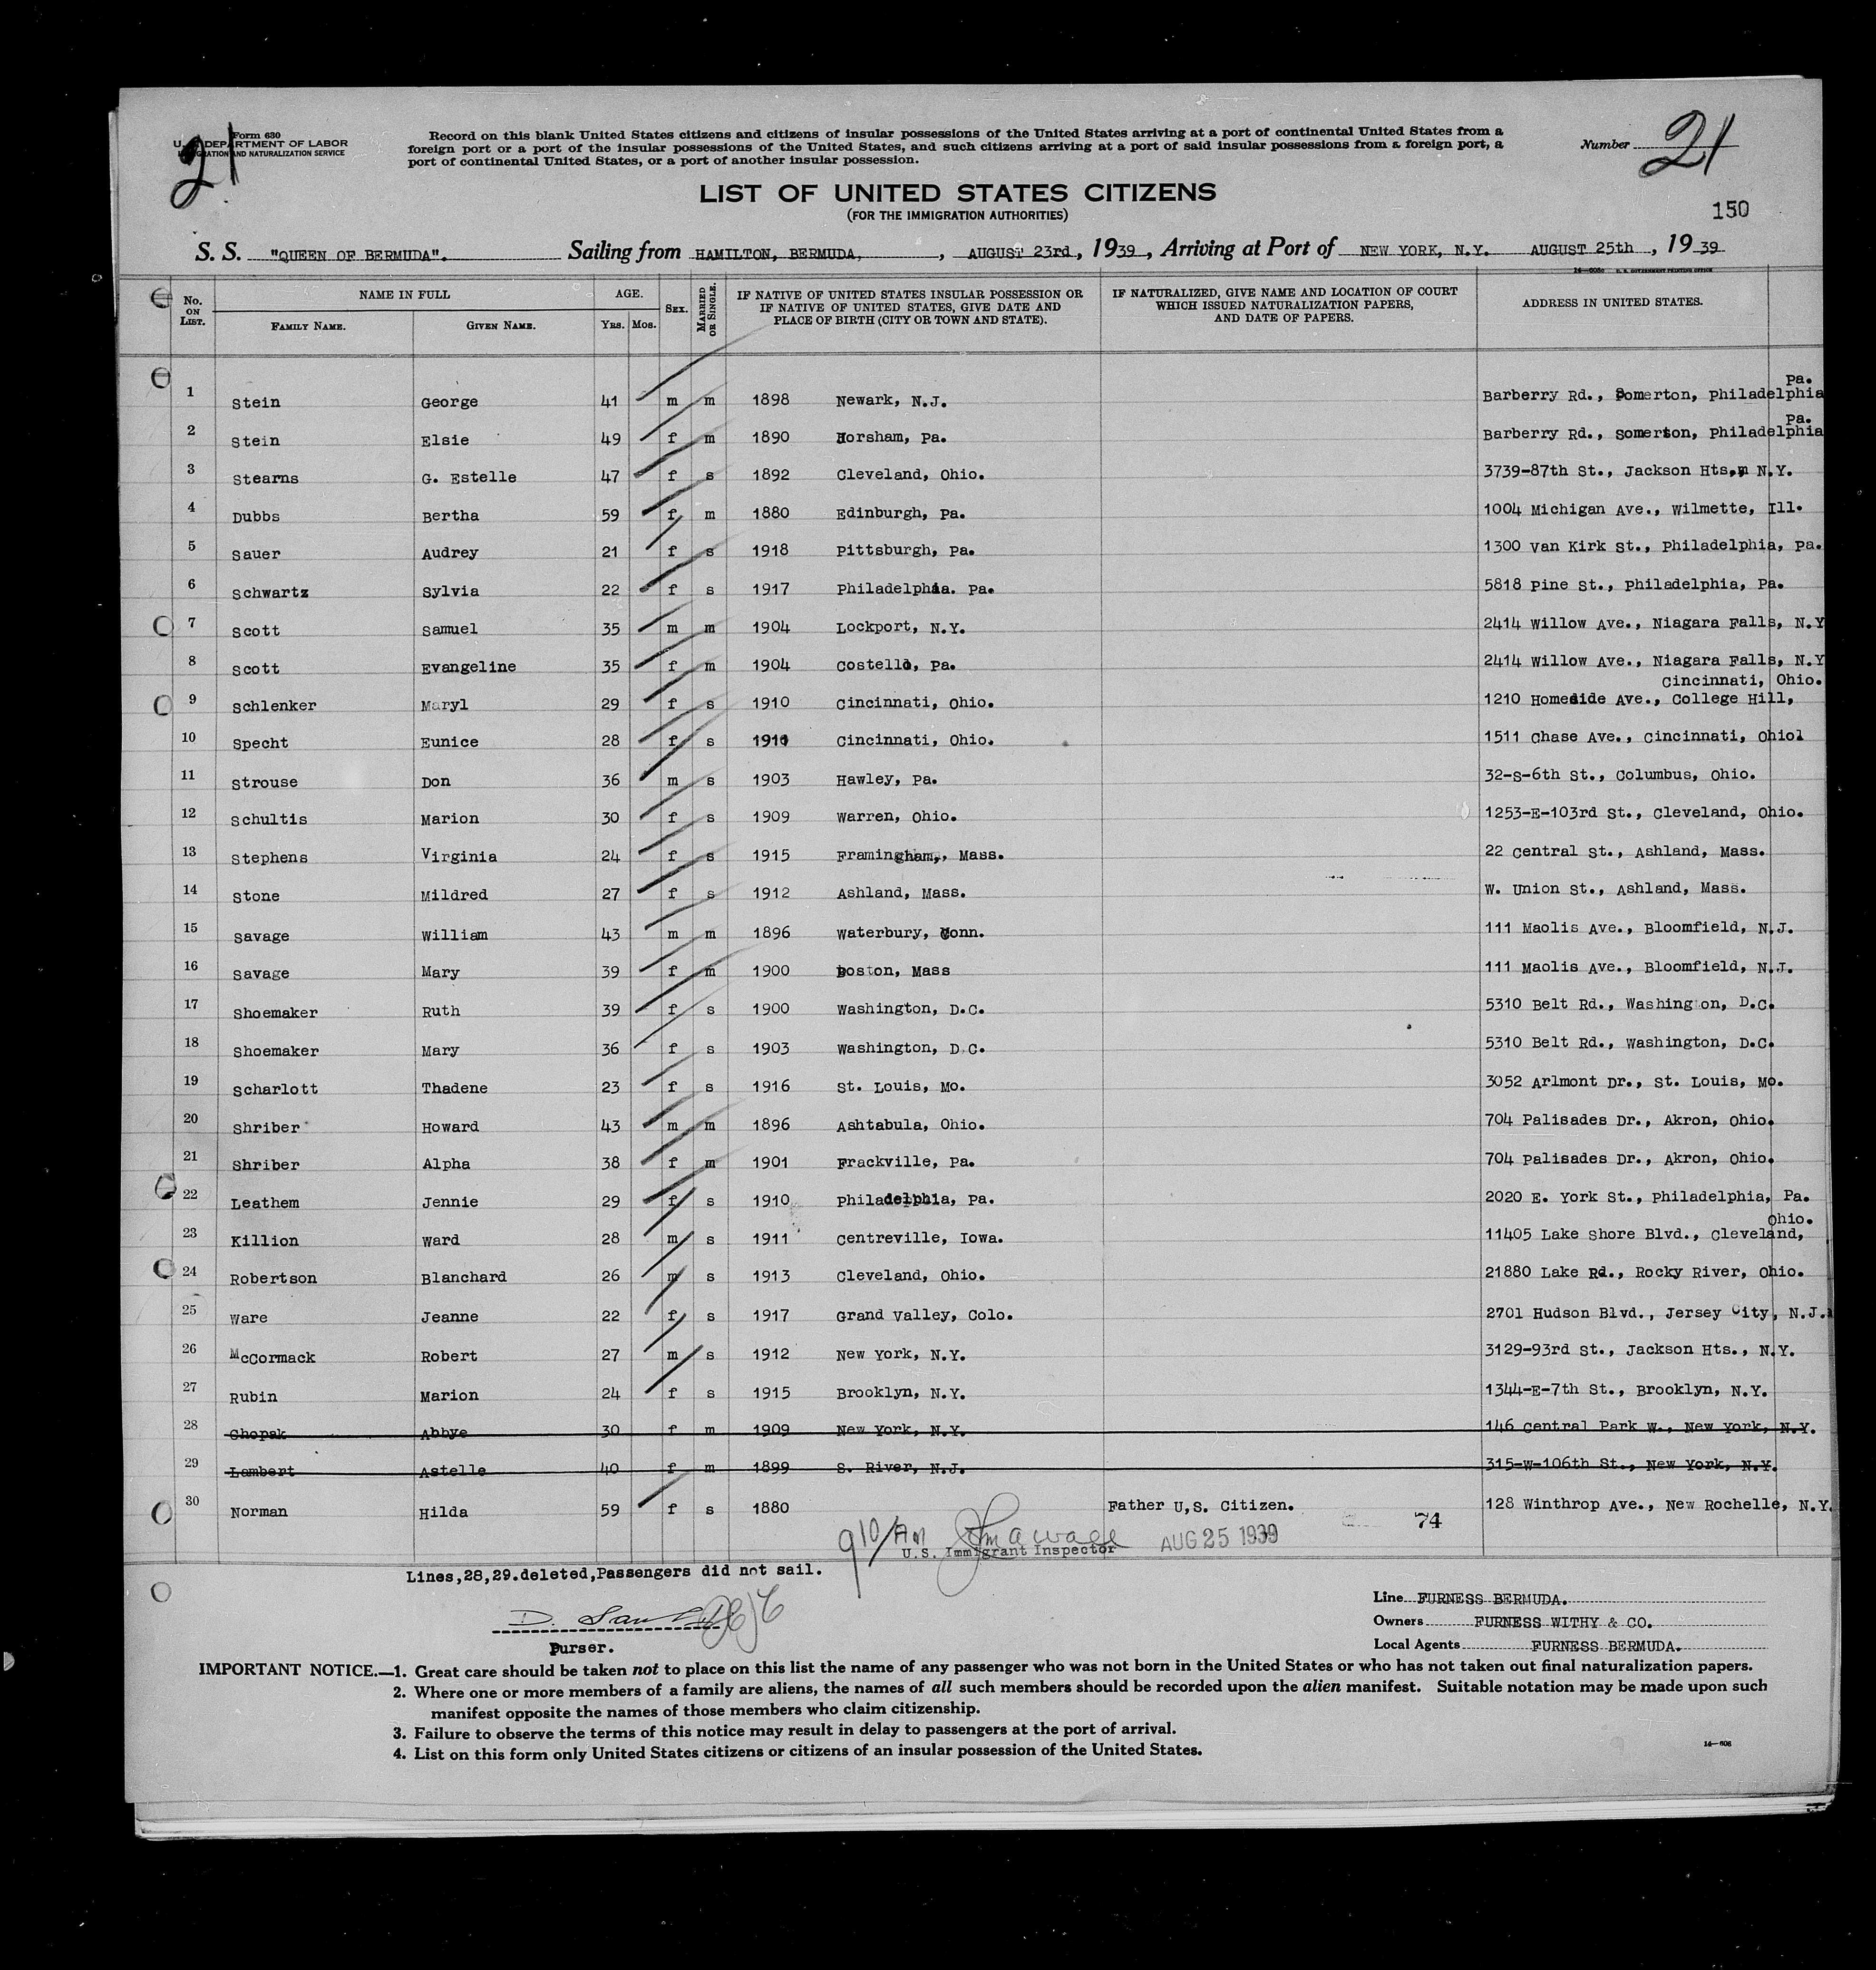 Form 630
U. S. DEPARTMENT OF LABOR
IMMIGRATION AND NATURALIZATION SERVICE
21
Record on this blank United States citizens and citizens of insular possessions of the United States arriving at a port of continental United States from a
foreign port or a port of the insular possessions of the United States, and such citizens arriving at a port of said insular possessions from a foreign port, a
port of continental United States, or a port of another insular possession.
Number 21
LIST OF UNITED STATES CITIZENS
(FOR THE IMMIGRATION AUTHORITIES)
150
S. S. "QUEEN OF BERMUDA". Sailing from HAMILTON, BERMUDA, , AUGUST 23rd, 1939, Arriving at Port of NEW YORK, N.Y. AUGUST 25th, 1939
No. ON LIST. NAME IN FULL FAMILY NAME. GIVEN NAME. AGE. YRS. MOS. SEX. MARRIED OR SINGLE. IF NATIVE OF UNITED STATES INSULAR POSSESSION OR IF NATIVE OF UNITED STATES, GIVE DATE AND PLACE OF BIRTH (CITY OR TOWN AND STATE). IF NATURALIZED, GIVE NAME AND LOCATION OF COURT WHICH ISSUED NATURALIZATION PAPERS, AND DATE OF PAPERS. ADDRESS IN UNITED STATES.
1 Stein George 41 m m 1898 Newark, N.J. Barberry Rd., Somerton, Philadelphia Pa.
2 Stein Elsie 49 f m 1890 Horsham, Pa. Barberry Rd., Somerton, Philadelphia Pa.
3 Stearns G. Estelle 47 f s 1892 Cleveland, Ohio. 3739-87th St., Jackson Hts., N.Y.
4 Dubbs Bertha 59 f m 1880 Edinburgh, Pa. 1004 Michigan Ave., Wilmette, Ill.
5 Sauer Audrey 21 f s 1918 Pittsburgh, Pa. 1300 Van Kirk St., Philadelphia, Pa.
6 Schwartz Sylvia 22 f s 1917 Philadelphia. Pa. 5818 Pine St., Philadelphia, Pa.
7 Scott Samuel 35 m m 1904 Lockport, N.Y. 2414 Willow Ave., Niagara Falls, N.Y
8 Scott Evangeline 35 f m 1904 Costello, Pa. 2414 Willow Ave., Niagara Falls, N.Y
9 Schlenker Maryl 29 f s 1910 Cincinnati, Ohio. 1210 Homeside Ave., College Hill, Cincinnati, Ohio.
10 Specht Eunice 28 f s 1911 Cincinnati, Ohio. 1511 Chase Ave., Cincinnati, Ohio1
11 Strouse Don 36 m s 1903 Hawley, Pa. 32-S-6th St., Columbus, Ohio.
12 Schultis Marion 30 f s 1909 Warren, Ohio. 1253-E-103rd St., Cleveland, Ohio.
13 Stephens Virginia 24 f s 1915 Framingham,, Mass. 22 Central St., Ashland, Mass.
14 Stone Mildred 27 f s 1912 Ashland, Mass. W. Union St., Ashland, Mass.
15 Savage William 43 m m 1896 Waterbury, Conn. 111 Maolis Ave., Bloomfield, N.J.
16 Savage Mary 39 f m 1900 Boston, Mass 111 Maolis Ave., Bloomfield, N.J.
17 Shoemaker Ruth 39 f s 1900 Washington, D.C. 5310 Belt Rd., Washington, D.C.
18 Shoemaker Mary 36 f s 1903 Washington, D.C. 5310 Belt Rd., Washington, D.C.
19 Scharlott Thadene 23 f s 1916 St. Louis, Mo. 3052 Arlmont Dr., St. Louis, Mo.
20 Shriber Howard 43 m m 1896 Ashtabula, Ohio. 704 Palisades Dr., Akron, Ohio.
21 Shriber Alpha 38 f m 1901 Frackville, Pa. 704 Palisades Dr., Akron, Ohio.
22 Leathem Jennie 29 f s 1910 Philadelphia, Pa. 2020 E. York St., Philadelphia, Pa.
23 Killion Ward 28 m s 1911 Centreville, Iowa. 11405 Lake Shore Blvd., Cleveland, Ohio.
24 Robertson Blanchard 26 m s 1913 Cleveland, Ohio. 21880 Lake Rd., Rocky River, Ohio.
25 Ware Jeanne 22 f s 1917 Grand Valley, Colo. 2701 Hudson Blvd., Jersey City, N.J.
26 McCormack Robert 27 m s 1912 New York, N.Y. 3129-93rd St., Jackson Hts., N.Y.
27 Rubin Marion 24 f s 1915 Brooklyn, N.Y. 1344-E-7th St., Brooklyn, N.Y.
28 Chopak Abbye 30 f m 1909 New York, N.Y. 146 Central Park W., New York, N.Y.
29 Lambert Astelle 40 f m 1899 S. River, N.J. 315-W-106th St., New York, N.Y.
30 Norman Hilda 59 f s 1880 Father U,S. Citizen. 128 Winthrop Ave., New Rochelle, N.Y.
74
910/Am
U.S. Immigrant Inspector AUG 25 1939
Lines,28,29.deleted,Passengers did not sail.
Purser.
Line FURNESS BERMUDA.
Owners FURNESS WITHY & CO.
Local Agents FURNESS BERMUDA.
IMPORTANT NOTICE.—1. Great care should be taken not to place on this list the name of any passenger who was not born in the United States or who has not taken out final naturalization papers.
2. Where one or more members of a family are aliens, the names of all such members should be recorded upon the alien manifest. Suitable notation may be made upon such
manifest opposite the names of those members who claim citizenship.
3. Failure to observe the terms of this notice may result in delay to passengers at the port of arrival.
4. List on this form only United States citizens or citizens of an insular possession of the United States.
14—608